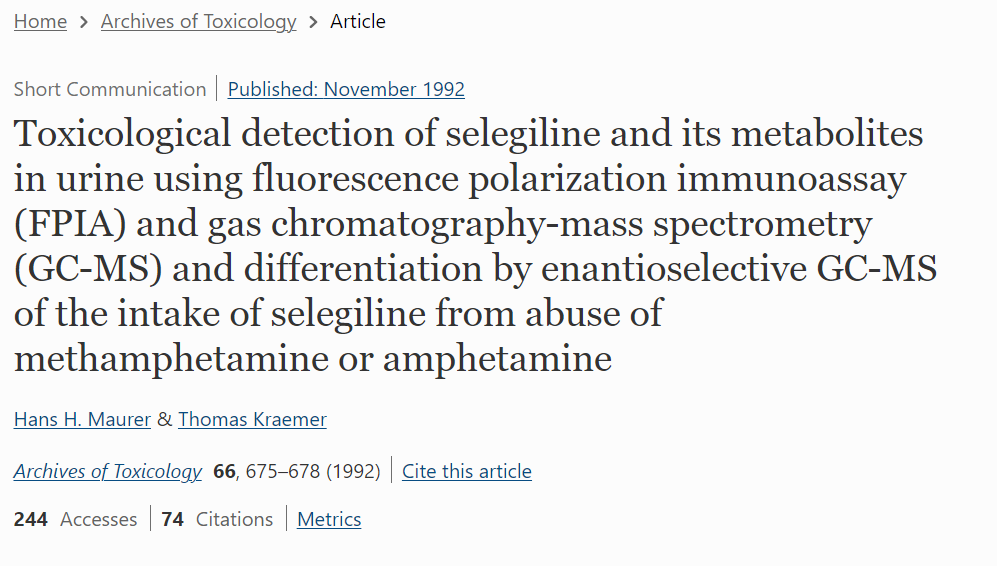 Home > Archives of Toxicology > Article
Short Communication | Published: November 1992
Toxicological detection of selegiline and its metabolites
in urine using fluorescence polarization immunoassay
(FPIA) and gas chromatography-mass spectrometry
(GC-MS) and differentiation by enantioselective GC-MS
of the intake of selegiline from abuse of
methamphetamine or amphetamine
Hans H. Maurer & Thomas Kraemer
Archives of Toxicology 66, 675–678 (1992) | Cite this article
244 Accesses | 74 Citations | Metrics